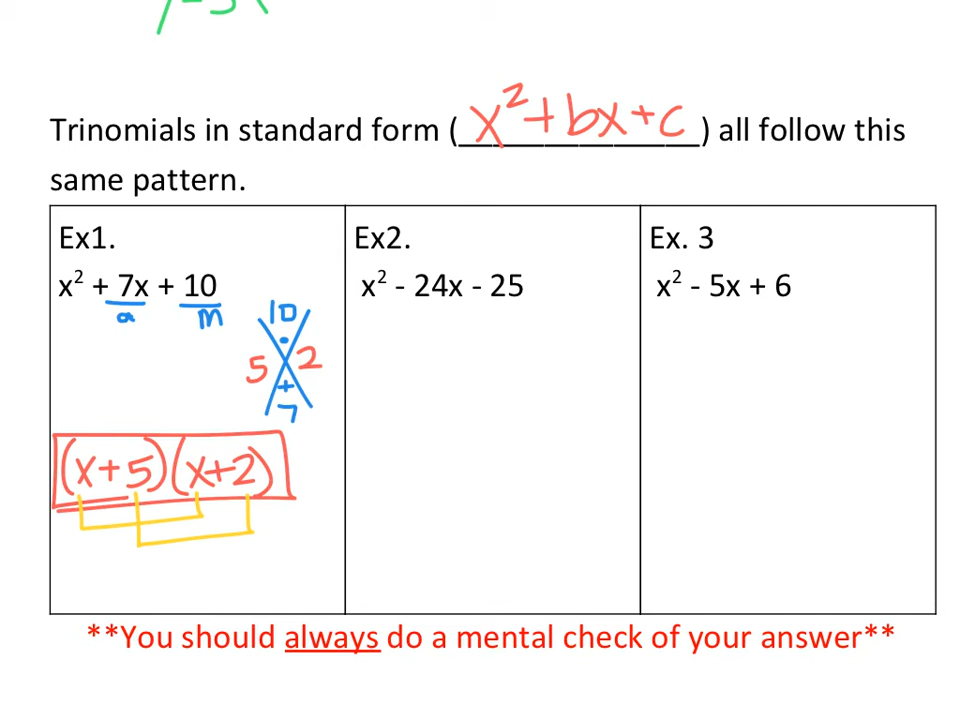 Trinomials in standard form (x² + bx + c) all follow this
same pattern.
Ex1.
x² + 7x + 10
a m
10
·
5 2
+
7
(x+5)(x+2)
Ex2.
x² - 24x - 25
Ex. 3
x² - 5x + 6
**You should always do a mental check of your answer**